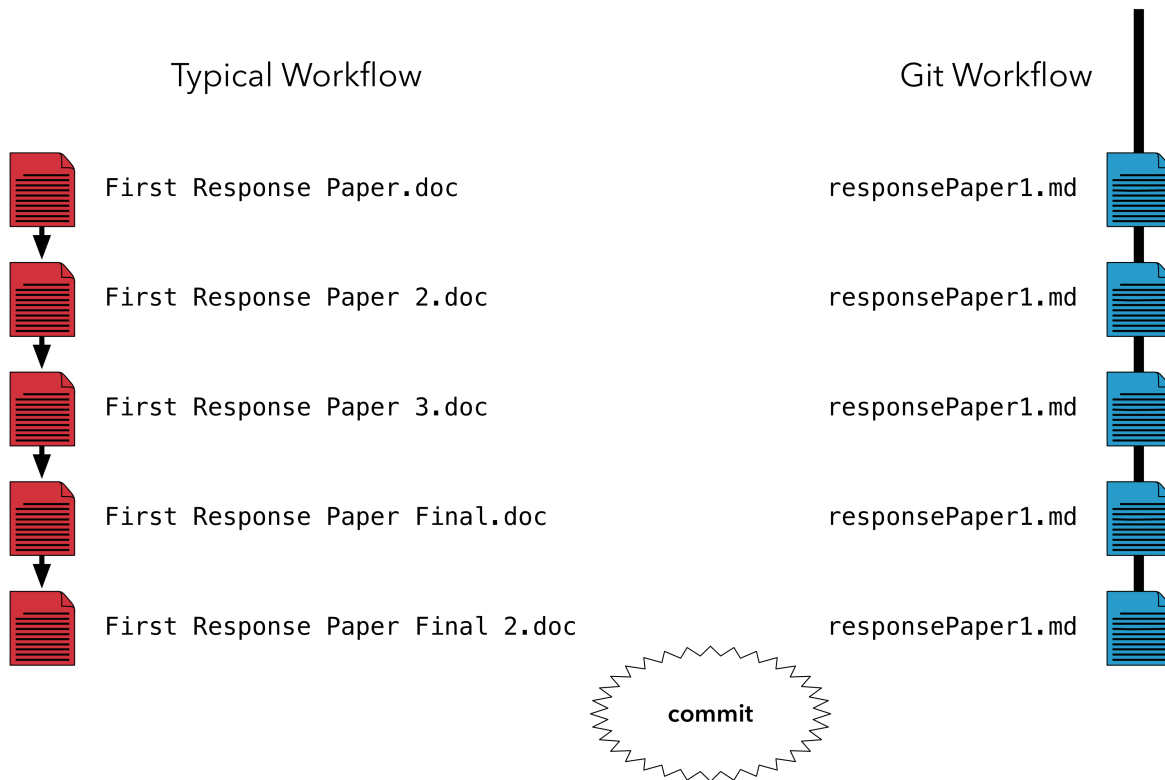 Typical Workflow
First Response Paper.doc
First Response Paper 2.doc
First Response Paper 3.doc
First Response Paper Final.doc
First Response Paper Final 2.doc
Git Workflow
responsePaper1.md
responsePaper1.md
responsePaper1.md
responsePaper1.md
responsePaper1.md
commit